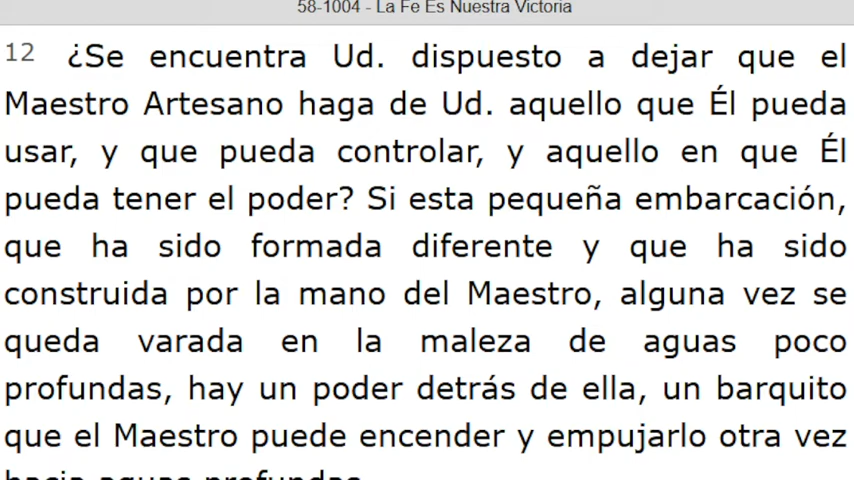 58-1004 - La Fe Es Nuestra Victoria
12 ¿Se encuentra Ud. dispuesto a dejar que el
Maestro Artesano haga de Ud. aquello que Él pueda
usar, y que pueda controlar, y aquello en que Él
pueda tener el poder? Si esta pequeña embarcación,
que ha sido formada diferente y que ha sido
construida por la mano del Maestro, alguna vez se
queda varada en la maleza de aguas poco
profundas, hay un poder detrás de ella, un barquito
que el Maestro puede encender y empujarlo otra vez
hacia aguas profundas.